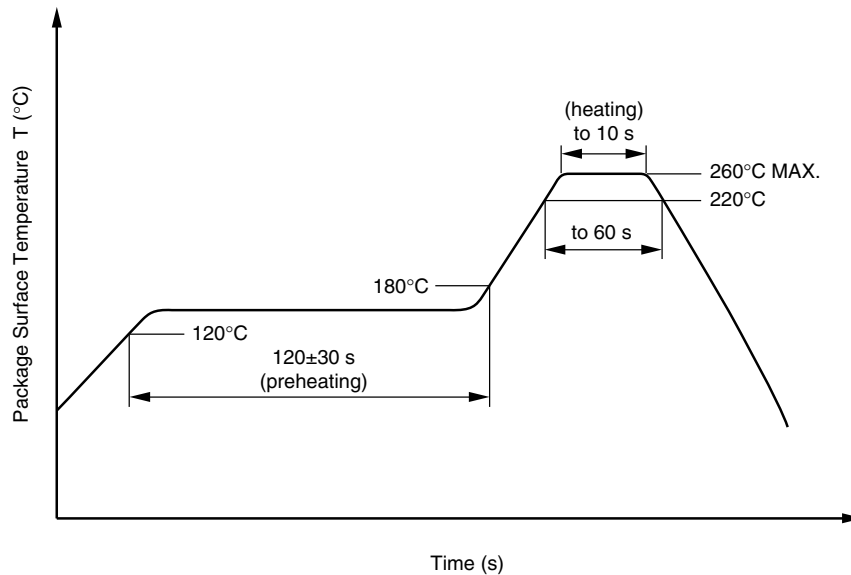 Package Surface Temperature T (°C)
(heating)
to 10 s
260°C MAX.
220°C
to 60 s
180°C
120°C
120±30 s
(preheating)
Time (s)